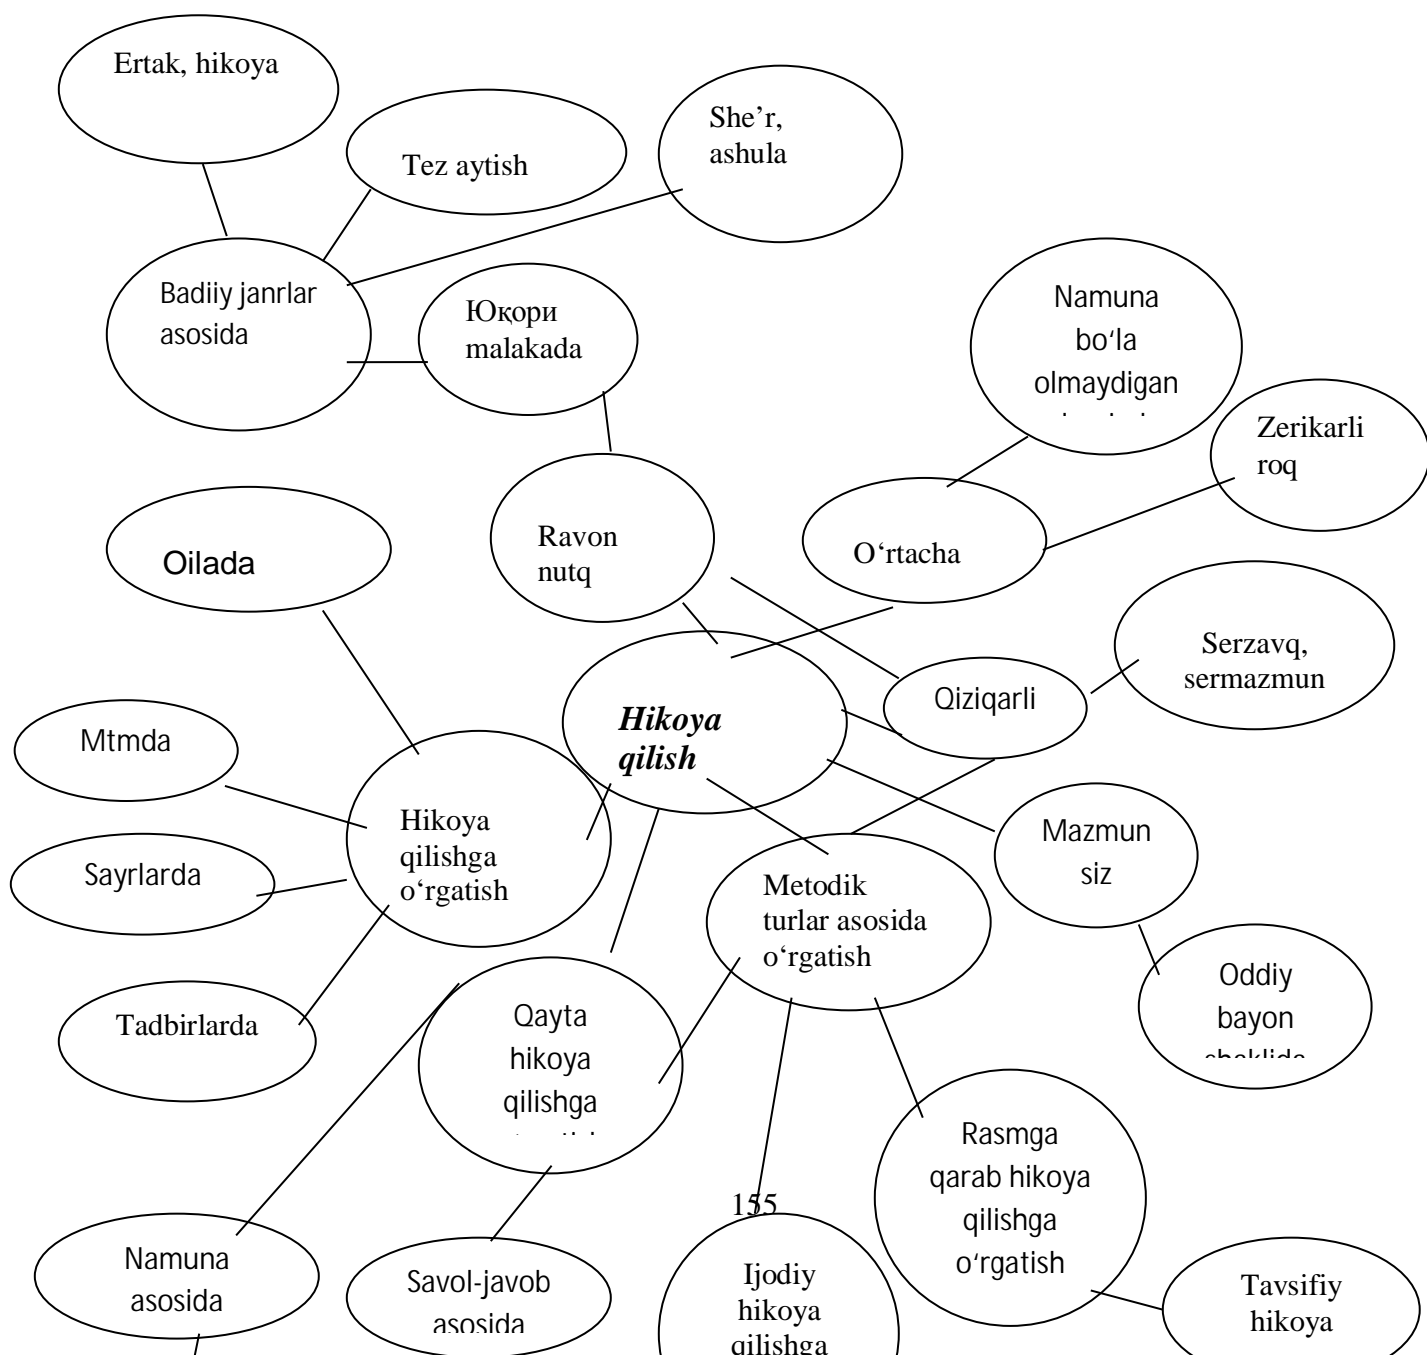 Ertak, hikoya
Tez aytish
She’r,
ashula
Badiiy janrlar
asosida
Юқори
malakada
Namuna
bo‘la
olmaydigan
Zerikarli
roq
Oilada
Ravon
nutq
O‘rtacha
Serzavq,
sermazmun
Qiziqarli
Hikoya
qilish
Mtmda
Hikoya
qilishga
o‘rgatish
Sayrlarda
Mazmun
siz
Metodik
turlar asosida
o‘rgatish
Tadbirlarda
Qayta
hikoya
qilishga
Oddiy
bayon
shaklida
Rasmga
qarab hikoya
qilishga
o‘rgatish
155
Namuna
asosida
Savol-javob
asosida
Ijodiy
hikoya
qilishga
Tavsifiy
hikoya